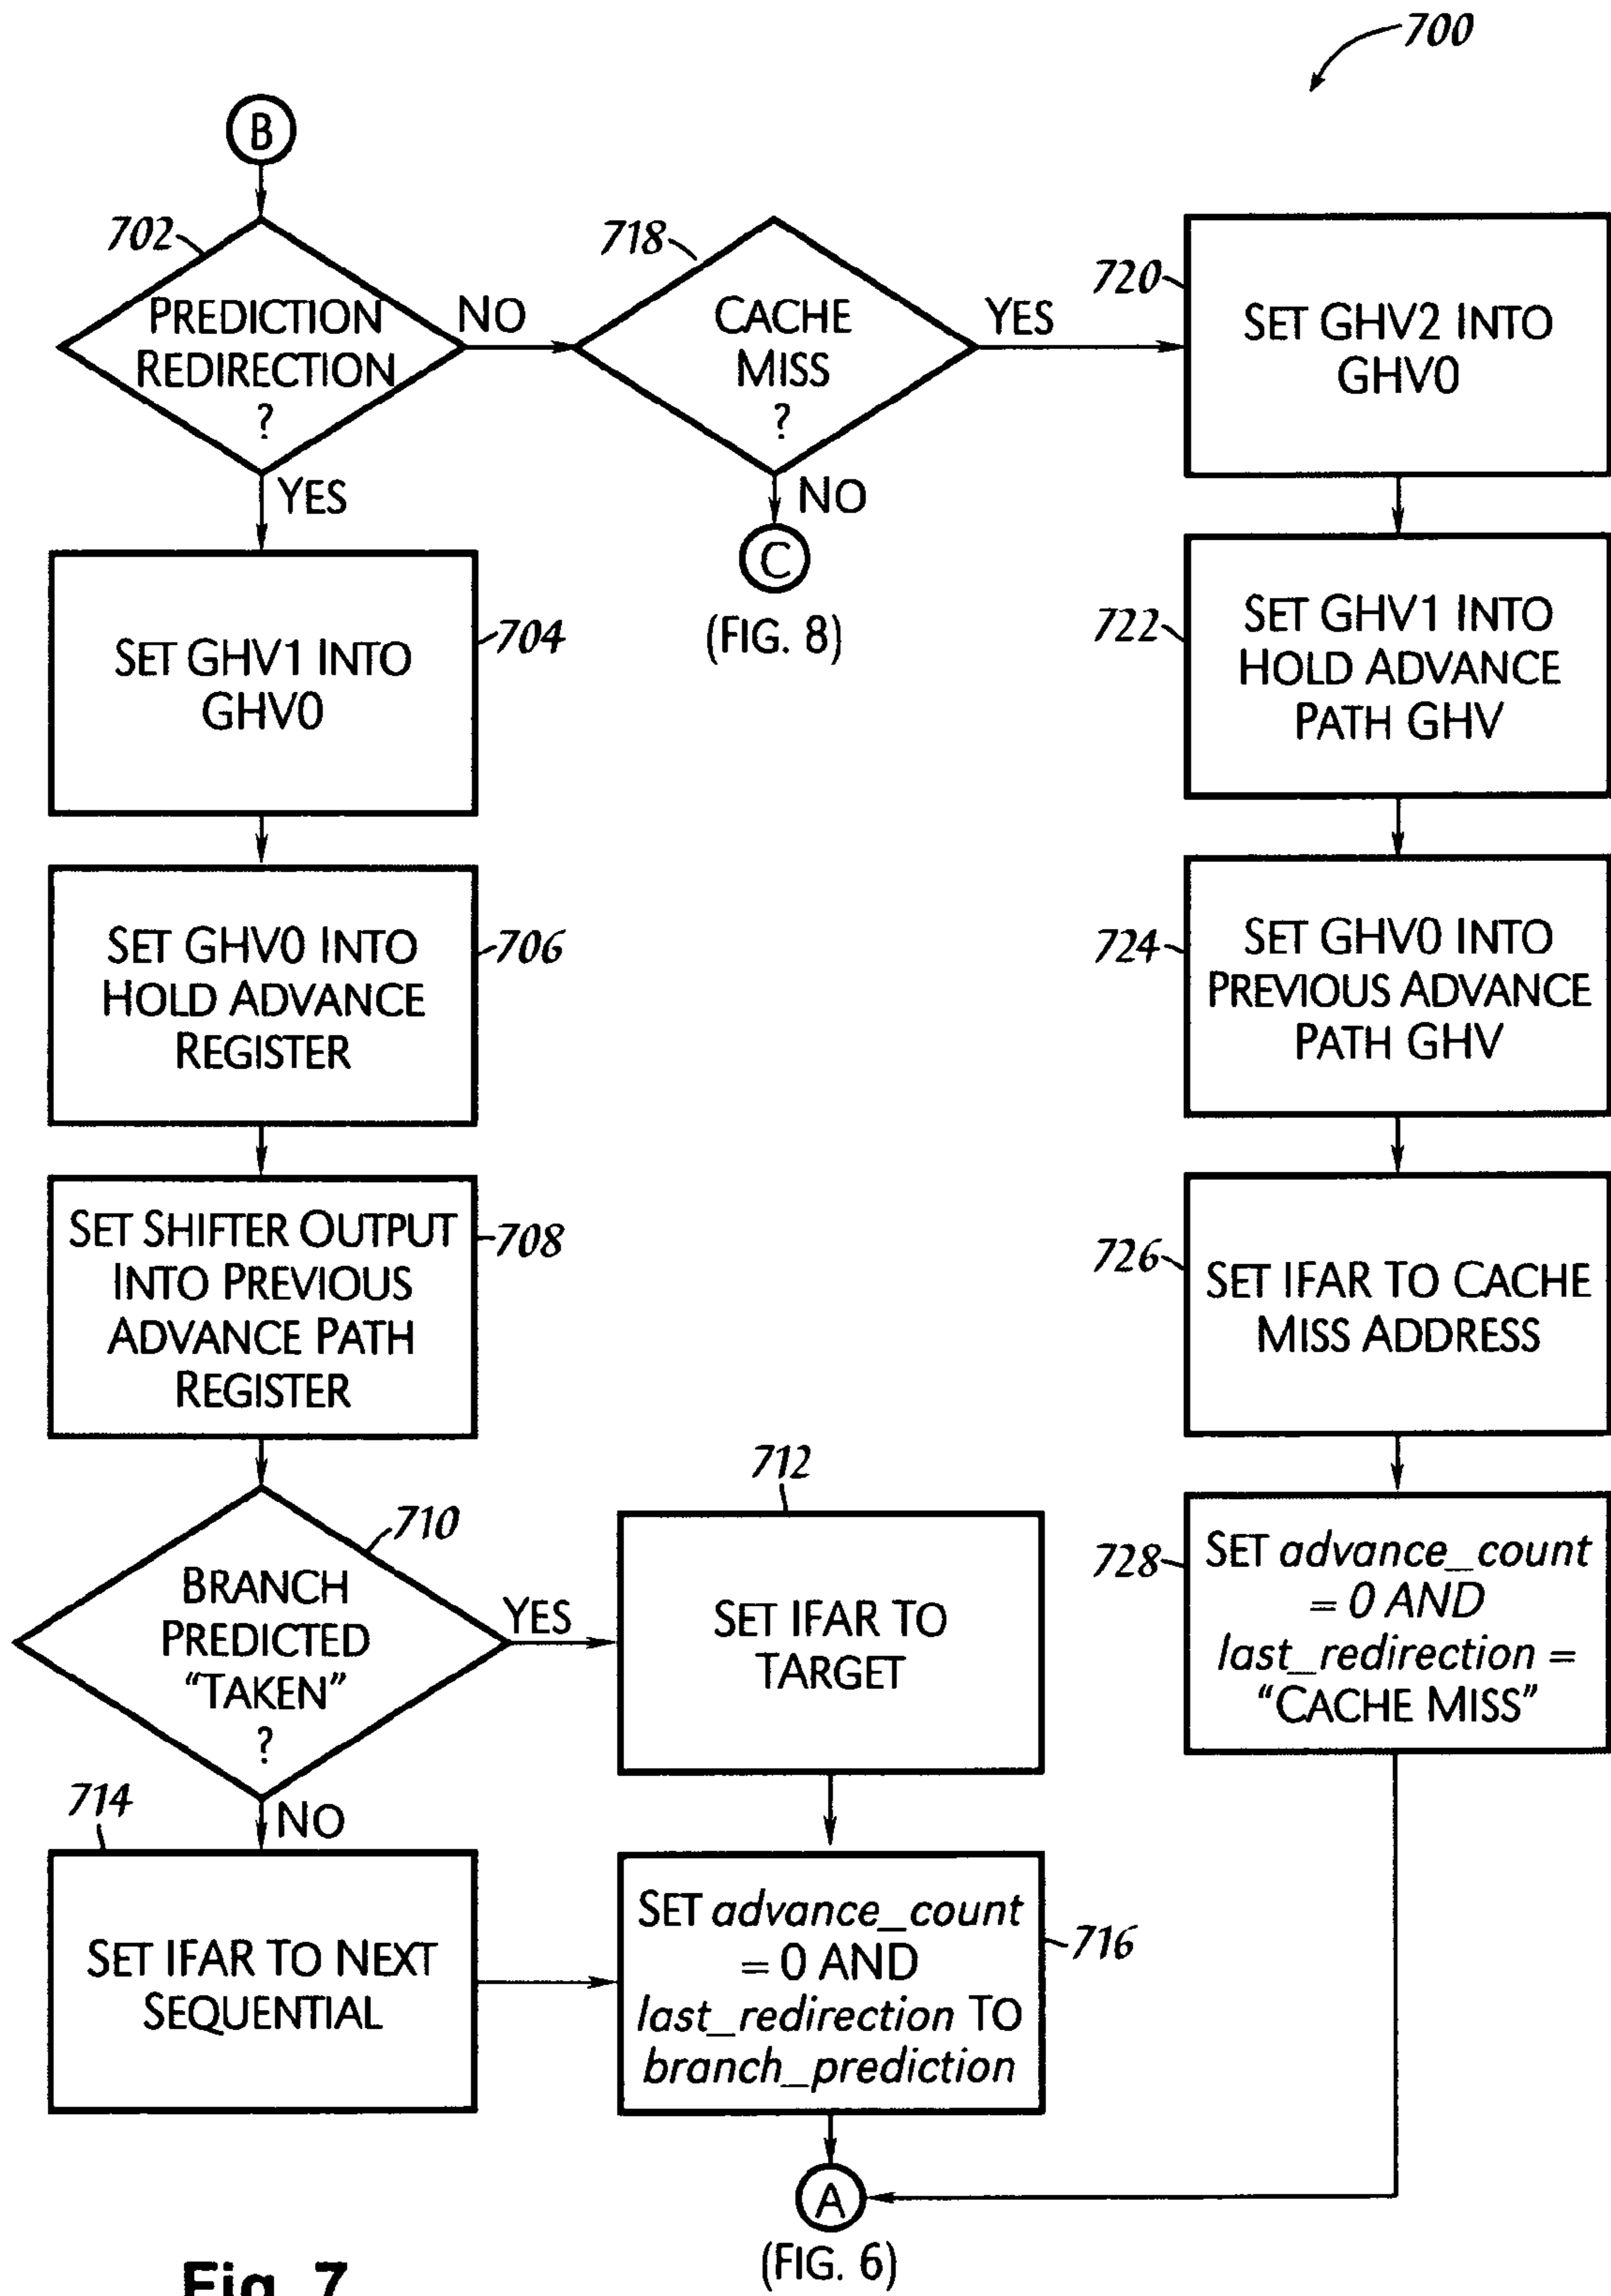 700
B
702
PREDICTION
REDIRECTION
?
NO
YES
718
CACHE
MISS
?
YES
NO
C
(FIG. 8)
720
SET GHV2 INTO
GHV0
704
SET GHV1 INTO
GHV0
722
SET GHV1 INTO
HOLD ADVANCE
PATH GHV
706
SET GHV0 INTO
HOLD ADVANCE
REGISTER
724
SET GHV0 INTO
PREVIOUS ADVANCE
PATH GHV
708
SET SHIFTER OUTPUT
INTO PREVIOUS
ADVANCE PATH
REGISTER
726
SET IFAR TO CACHE
MISS ADDRESS
710
BRANCH
PREDICTED
“TAKEN”
?
YES
NO
712
SET IFAR TO
TARGET
728
SET advance_count
= 0 AND
last_redirection =
“CACHE MISS”
714
SET IFAR TO NEXT
SEQUENTIAL
716
SET advance_count
= 0 AND
last_redirection TO
branch_prediction
A
(FIG. 6)
Fig. 7